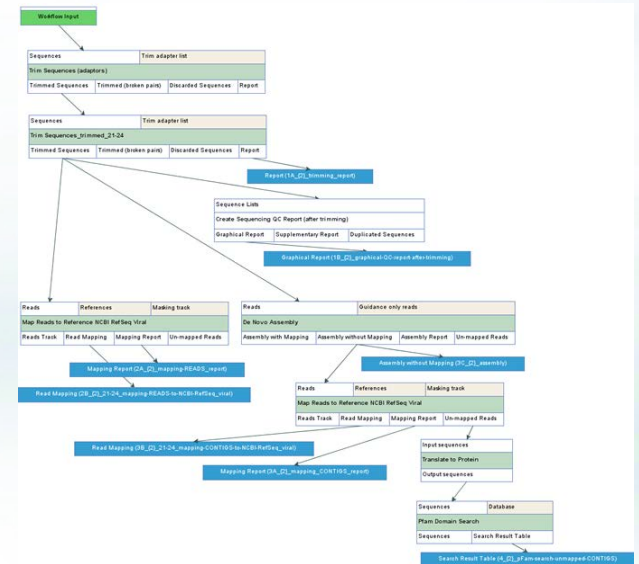 Workflow Input
Sequences Trim adapter list
Trim Sequences (adaptors)
Trimmed Sequences Trimmed (broken pairs) Discarded Sequences Report
Sequences Trim adapter list
Trim Sequences_trimmed_21-24
Trimmed Sequences Trimmed (broken pairs) Discarded Sequences Report
Report (1A_[2]_trimming_report)
Sequence Lists
Create Sequencing QC Report (after trimming)
Graphical Report Supplementary Report Duplicated Sequences
Graphical Report (1B_[2]_graphical-QC-report after-trimming)
Reads References Masking track
Map Reads to Reference NCBI RefSeq Viral
Reads Track Read Mapping Mapping Report Un-mapped Reads
Mapping Report (2A_[2]_mapping-READS_report)
Read Mapping (2B_[2]_21-24_mapping-READS-to-NCBI-RefSeq_viral)
Reads Guidance only reads
De Novo Assembly
Assembly with Mapping Assembly without Mapping Assembly Report Un-mapped Reads
Assembly without Mapping (3C_[2]_assembly)
Reads References Masking track
Map Reads to Reference NCBI RefSeq Viral
Reads Track Read Mapping Mapping Report Un-mapped Reads
Read Mapping (3B_[2]_21-24_mapping-CONTIGS-to-NCBI-RefSeq_viral)
Mapping Report (3A_[2]_mapping_CONTIGS_report)
Input sequences
Translate to Protein
Output sequences
Sequences Database
Pfam Domain Search
Sequences Search Result Table
Search Result Table (4_[2]_pFam-search-unmapped-CONTIGS)